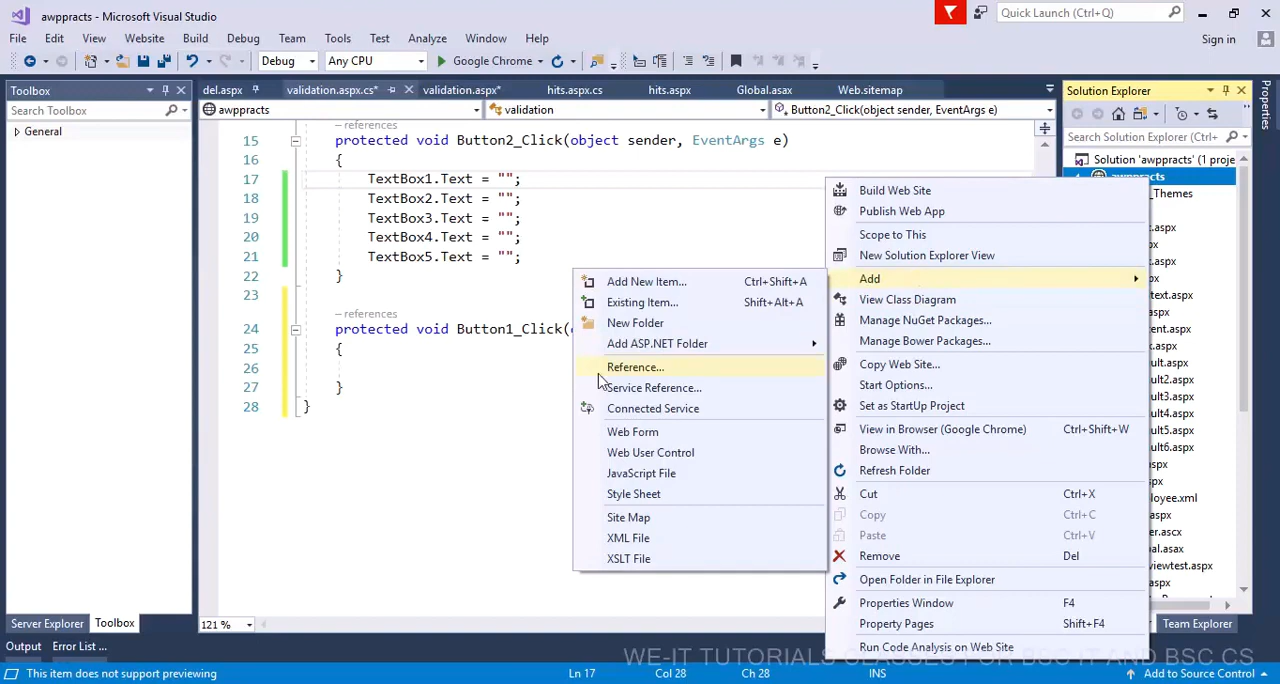 awppracts - Microsoft Visual Studio
Quick Launch (Ctrl+Q)
File Edit View Website Build Debug Team Tools Test Analyze Window Help
Sign in
Debug Any CPU Google Chrome
Toolbox
Search Toolbox
General
del.aspx validation.aspx.cs* validation.aspx* hits.aspx.cs hits.aspx Global.asax Web.sitemap
awppracts validation Button2_Click(object sender, EventArgs e)
references
15 protected void Button2_Click(object sender, EventArgs e)
16 {
17 TextBox1.Text = "";
18 TextBox2.Text = "";
19 TextBox3.Text = "";
20 TextBox4.Text = "";
21 TextBox5.Text = "";
22 }
23
references
24 protected void Button1_Click(
25 {
26
27 }
28 }
Add New Item... Ctrl+Shift+A
Existing Item... Shift+Alt+A
New Folder
Add ASP.NET Folder
Reference...
Service Reference...
Connected Service
Web Form
Web User Control
JavaScript File
Style Sheet
Site Map
XML File
XSLT File
Build Web Site
Publish Web App
Scope to This
New Solution Explorer View
Add
View Class Diagram
Manage NuGet Packages...
Manage Bower Packages...
Copy Web Site...
Start Options...
Set as StartUp Project
View in Browser (Google Chrome) Ctrl+Shift+W
Browse With...
Refresh Folder
Cut Ctrl+X
Copy Ctrl+C
Paste Ctrl+V
Remove Del
Open Folder in File Explorer
Properties Window F4
Property Pages Shift+F4
Run Code Analysis on Web Site
Solution Explorer
Search Solution Explorer (Ctrl+
Solution 'awppracts' (1 proje
awppracts
_Themes
Properties
Team Explorer
Server Explorer Toolbox
121 %
Output Error List ...
WE-IT TUTORIALS CLASSES FOR BSC IT AND BSC CS
This item does not support previewing Ln 17 Col 28 Ch 28 INS Add to Source Control